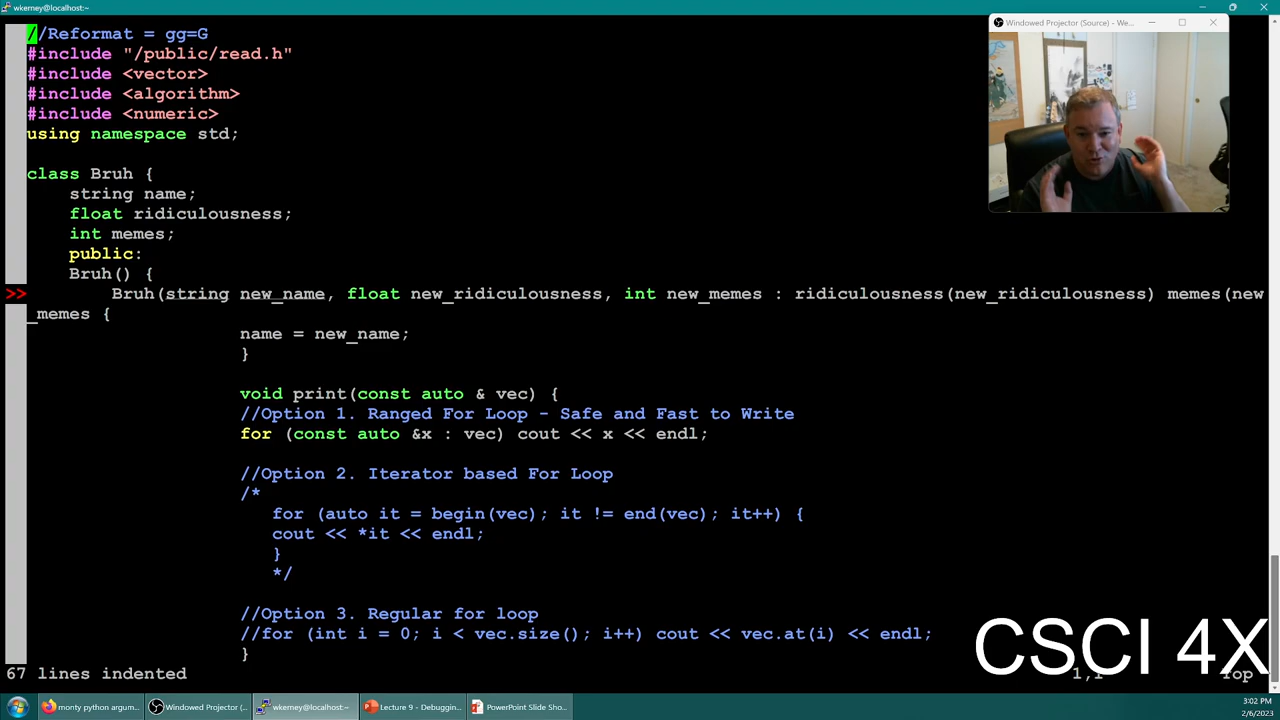 wkerney@localhost:~
//Reformat = gg=G
#include "/public/read.h"
#include <vector>
#include <algorithm>
#include <numeric>
using namespace std;
class Bruh {
string name;
float ridiculousness;
int memes;
public:
Bruh() {
>> Bruh(string new_name, float new_ridiculousness, int new_memes : ridiculousness(new_ridiculousness) memes(new
_memes {
name = new_name;
}
void print(const auto & vec) {
//Option 1. Ranged For Loop - Safe and Fast to Write
for (const auto &x : vec) cout << x << endl;
//Option 2. Iterator based For Loop
/*
for (auto it = begin(vec); it != end(vec); it++) {
cout << *it << endl;
}
*/
//Option 3. Regular for loop
//for (int i = 0; i < vec.size(); i++) cout << vec.at(i) << endl;
}
67 lines indented
1,1
Top
Windowed Projector (Source) - We...
CSCI 4X
monty python argum...
Windowed Projector (...
wkerney@localhost:~
Lecture 9 - Debuggin...
PowerPoint Slide Sho...
3:02 PM
2/6/2023